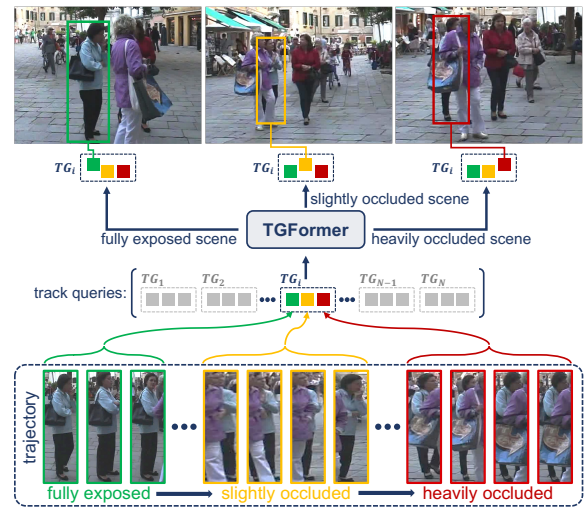 TG_i
TG_i
TG_i
slightly occluded scene
TGFormer
fully exposed scene
heavily occluded scene
track queries:
TG_1
TG_2
TG_i
TG_{N-1}
TG_N
trajectory
fully exposed
slightly occluded
heavily occluded